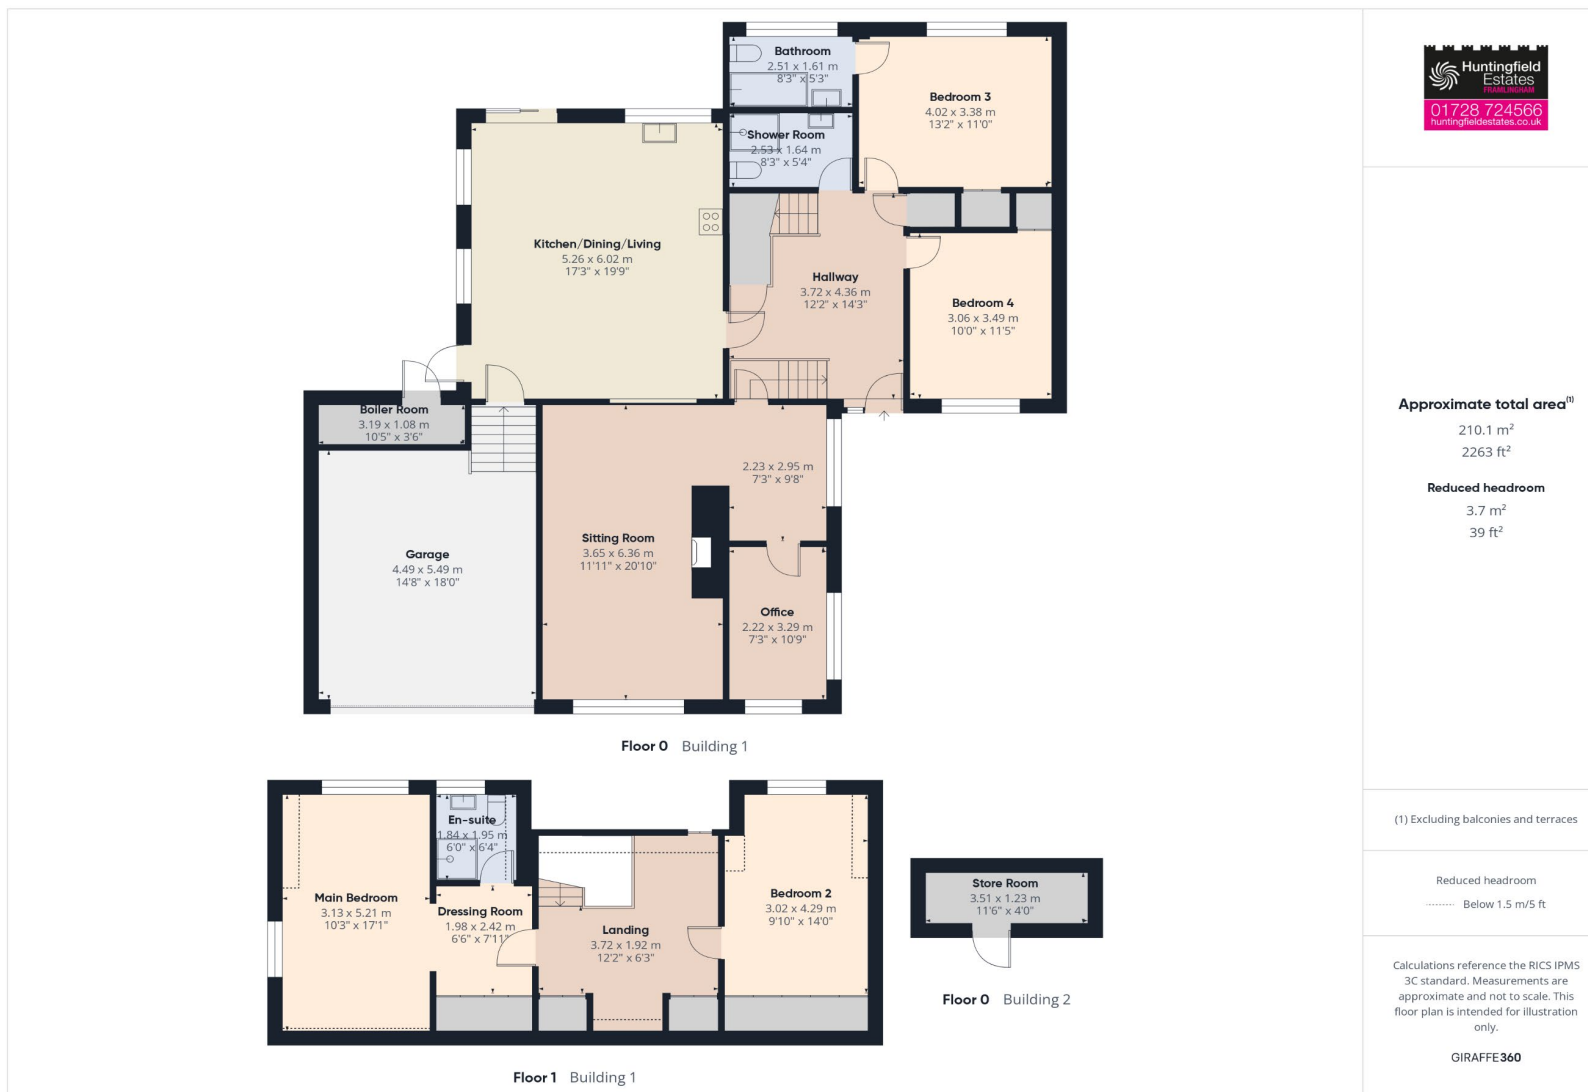 Bathroom
2.51 x 1.61 m
8'3" x 5'3"
Bedroom 3
4.02 x 3.38 m
13'2" x 11'0"
Shower Room
2.53 x 1.64 m
8'3" x 5'4"
Kitchen/Dining/Living
5.26 x 6.02 m
17'3" x 19'9"
Hallway
3.72 x 4.36 m
12'2" x 14'3"
Bedroom 4
3.06 x 3.49 m
10'0" x 11'5"
Boiler Room
3.19 x 1.08 m
10'5" x 3'6"
2.23 x 2.95 m
7'3" x 9'8"
Sitting Room
3.65 x 6.36 m
11'11" x 20'10"
Garage
4.49 x 5.49 m
14'8" x 18'0"
Office
2.22 x 3.29 m
7'3" x 10'9"
Floor 0 Building 1
En-suite
1.84 x 1.95 m
6'0" x 6'4"
Main Bedroom
3.13 x 5.21 m
10'3" x 17'1"
Dressing Room
1.98 x 2.42 m
6'6" x 7'11"
Landing
3.72 x 1.92 m
12'2" x 6'3"
Bedroom 2
3.02 x 4.29 m
9'10" x 14'0"
Store Room
3.51 x 1.23 m
11'6" x 4'0"
Floor 0 Building 2
Floor 1 Building 1
Huntingfield
Estates
FRAMLINGHAM
01728 724566
huntingfieldestates.co.uk
Approximate total area(1)
210.1 m²
2263 ft²
Reduced headroom
3.7 m²
39 ft²
(1) Excluding balconies and terraces
Reduced headroom
Below 1.5 m/5 ft
Calculations reference the RICS IPMS
3C standard. Measurements are
approximate and not to scale. This
floor plan is intended for illustration
only.
GIRAFFE360